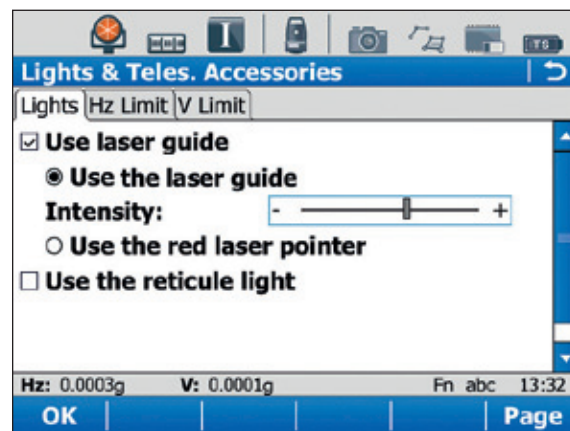 I
TS
Lights & Teles. Accessories
Lights Hz Limit V Limit
Use laser guide
Use the laser guide
Intensity: - +
Use the red laser pointer
Use the reticule light
Hz: 0.0003g V: 0.0001g Fn abc 13:32
OK Page